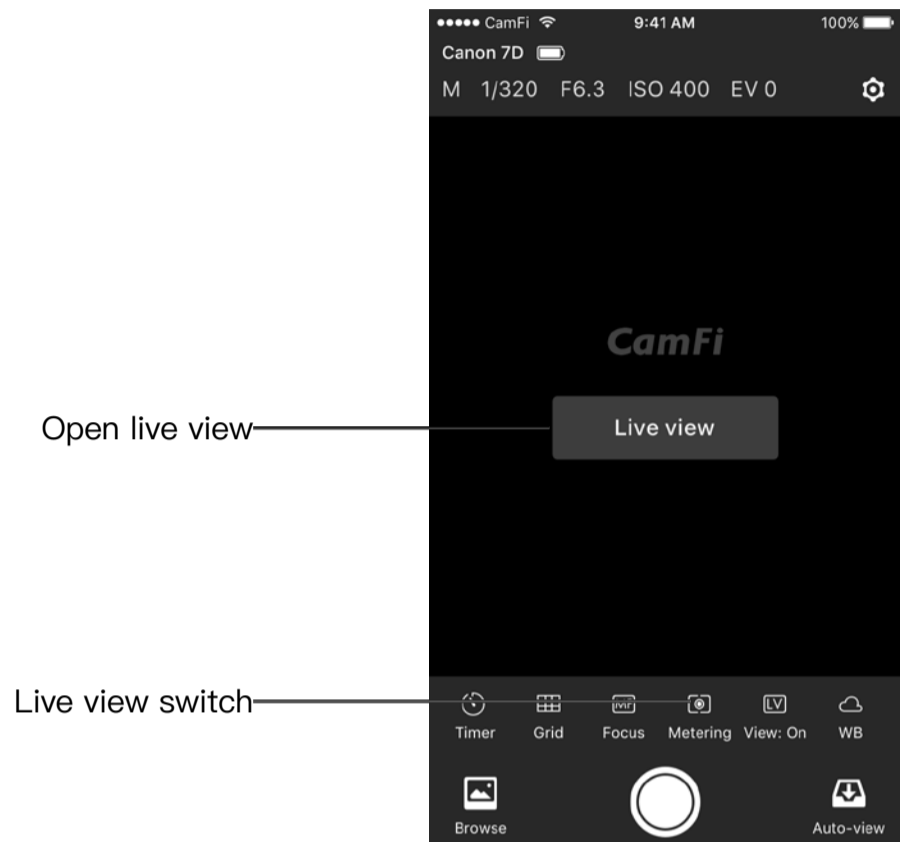 CamFi 9:41 AM 100%
Canon 7D
M 1/320 F6.3 ISO 400 EV 0
CamFi
Open live view
Live view
Live view switch
LV
Timer Grid Focus Metering View: On WB
Browse Auto-view